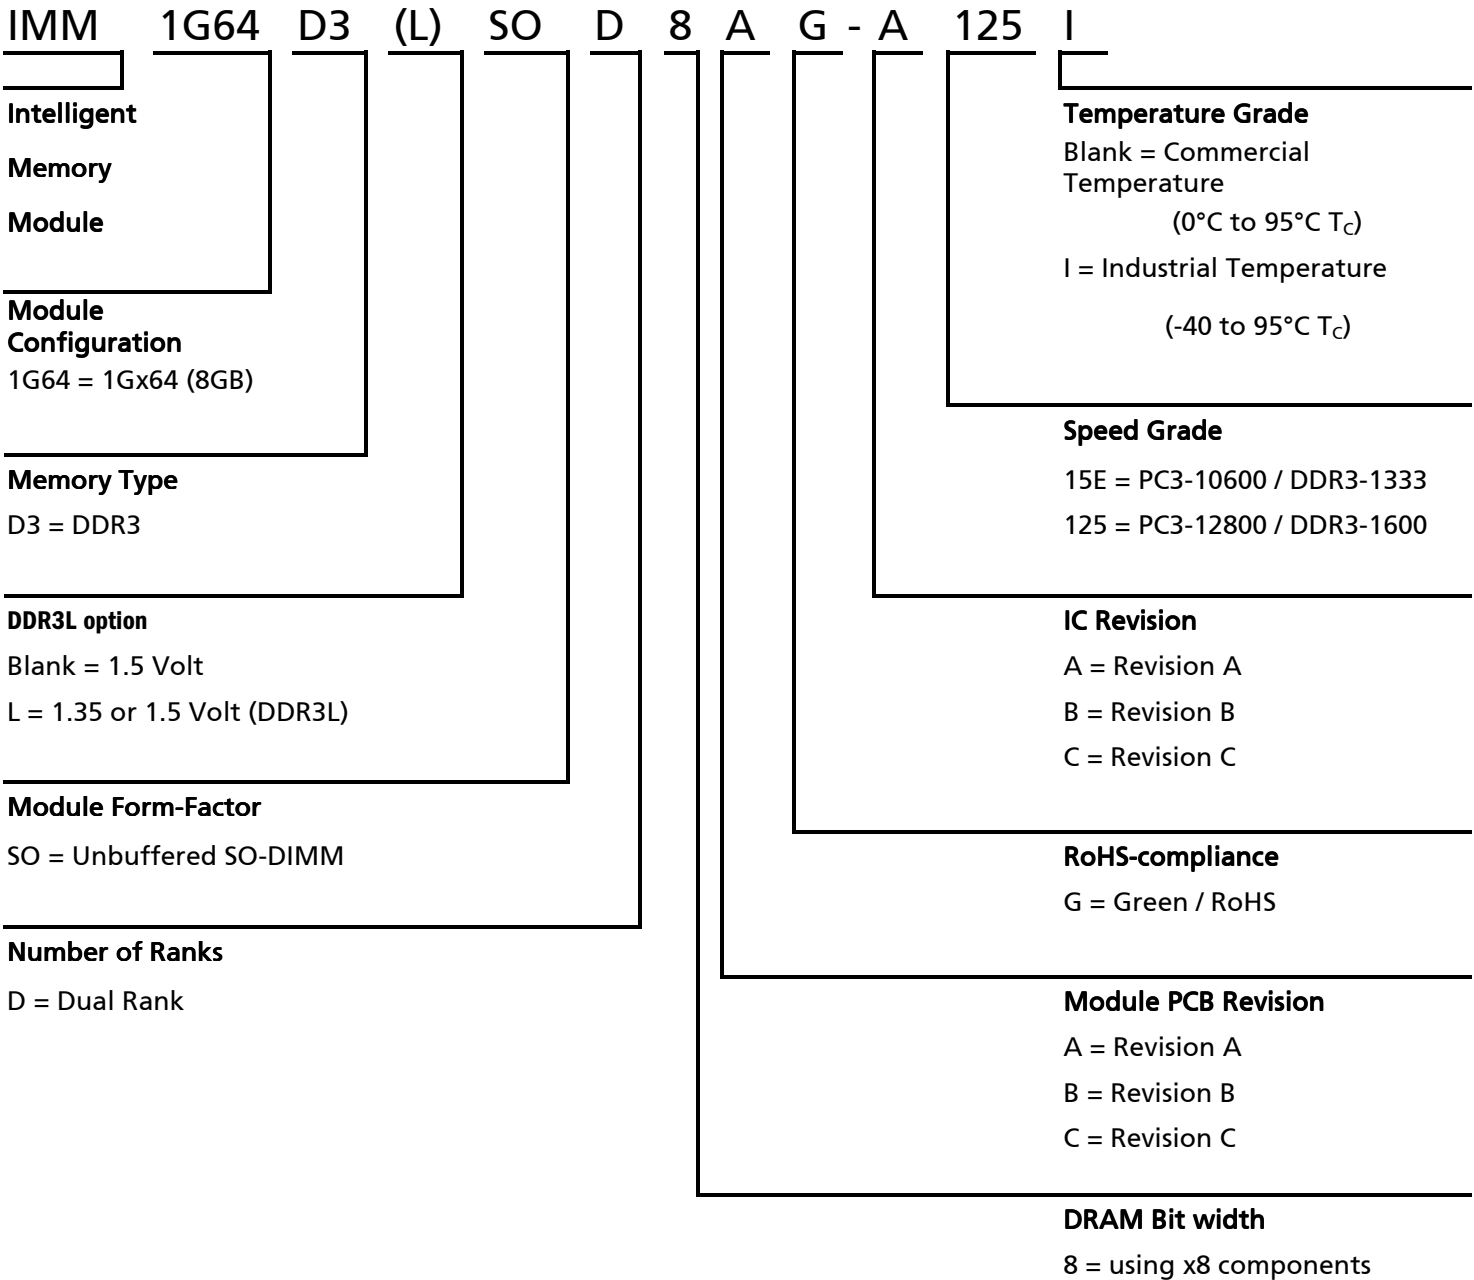 IMM 1G64 D3 (L) SO D 8 A G - A 125 I
Intelligent
Memory
Module
Module
Configuration
1G64 = 1Gx64 (8GB)
Memory Type
D3 = DDR3
DDR3L option
Blank = 1.5 Volt
L = 1.35 or 1.5 Volt (DDR3L)
Module Form-Factor
SO = Unbuffered SO-DIMM
Number of Ranks
D = Dual Rank
Temperature Grade
Blank = Commercial
Temperature
(0°C to 95°C TC)
I = Industrial Temperature
(-40 to 95°C TC)
Speed Grade
15E = PC3-10600 / DDR3-1333
125 = PC3-12800 / DDR3-1600
IC Revision
A = Revision A
B = Revision B
C = Revision C
RoHS-compliance
G = Green / RoHS
Module PCB Revision
A = Revision A
B = Revision B
C = Revision C
DRAM Bit width
8 = using x8 components